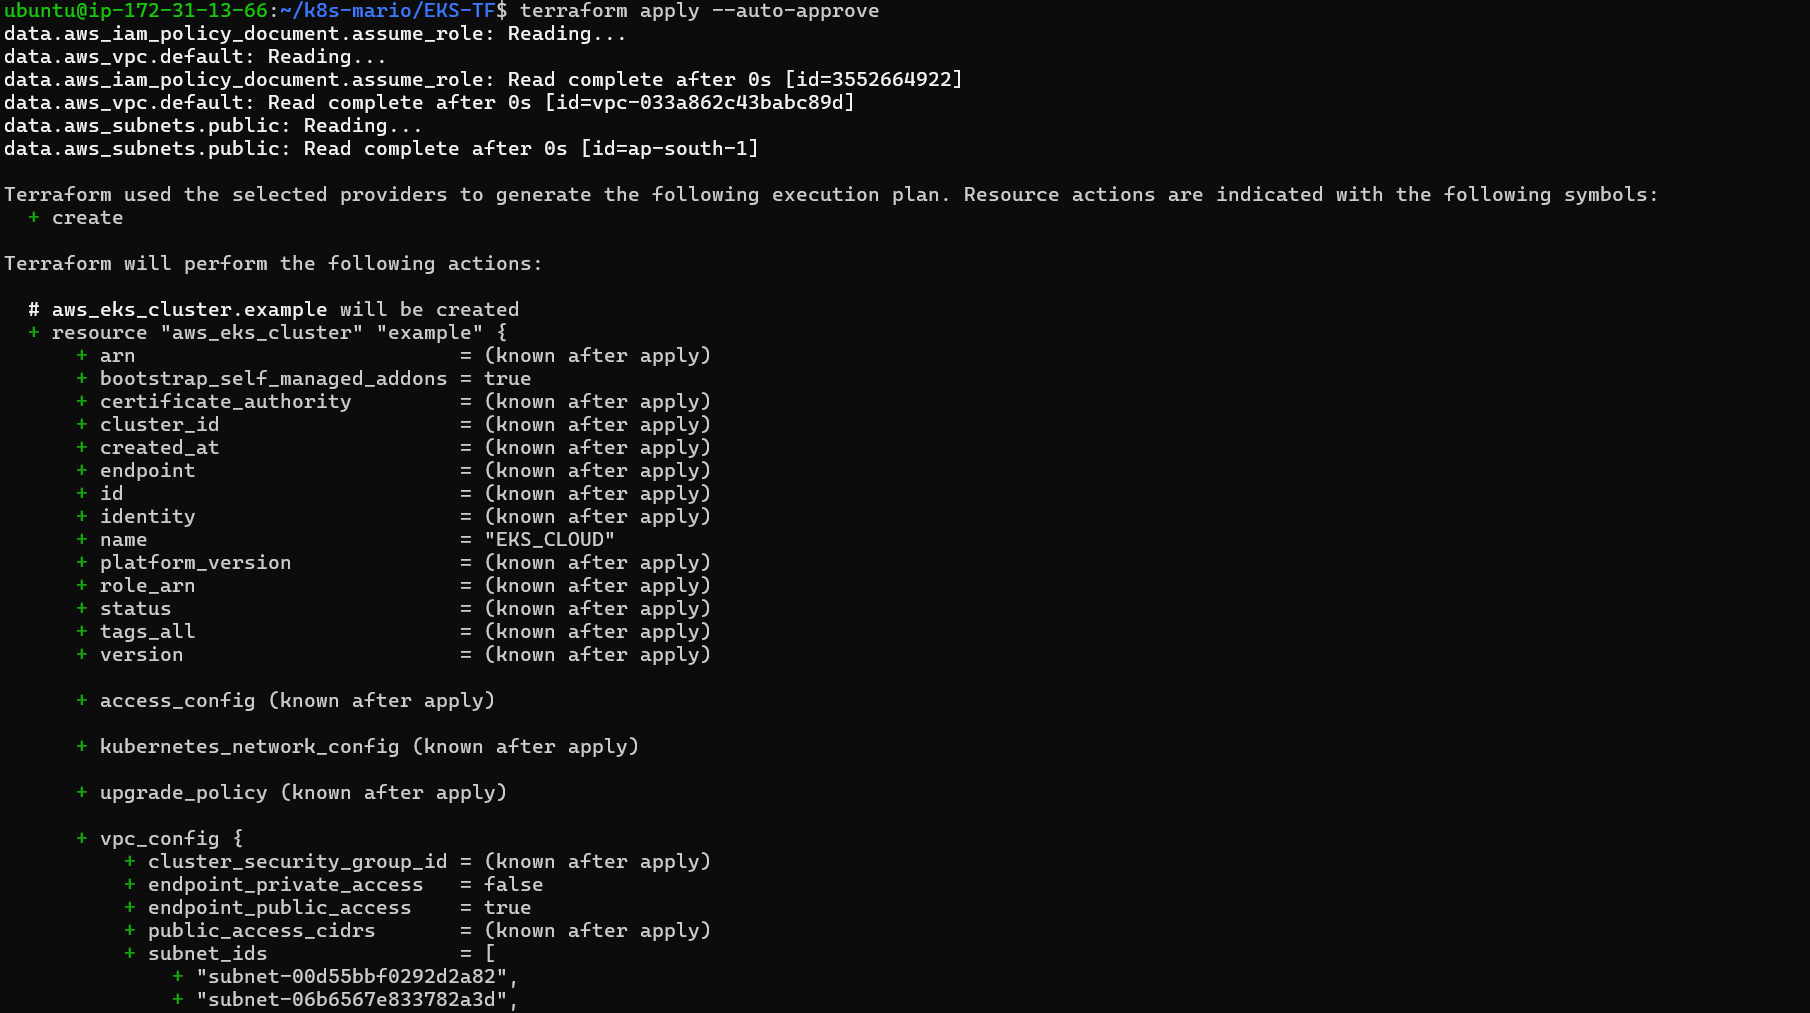 ubuntu@ip-172-31-13-66:~/k8s-mario/EKS-TF$ terraform apply --auto-approve
data.aws_iam_policy_document.assume_role: Reading...
data.aws_vpc.default: Reading...
data.aws_iam_policy_document.assume_role: Read complete after 0s [id=3552664922]
data.aws_vpc.default: Read complete after 0s [id=vpc-033a862c43babc89d]
data.aws_subnets.public: Reading...
data.aws_subnets.public: Read complete after 0s [id=ap-south-1]

Terraform used the selected providers to generate the following execution plan. Resource actions are indicated with the following symbols:
  + create

Terraform will perform the following actions:

  # aws_eks_cluster.example will be created
  + resource "aws_eks_cluster" "example" {
      + arn                           = (known after apply)
      + bootstrap_self_managed_addons = true
      + certificate_authority         = (known after apply)
      + cluster_id                    = (known after apply)
      + created_at                    = (known after apply)
      + endpoint                      = (known after apply)
      + id                            = (known after apply)
      + identity                      = (known after apply)
      + name                          = "EKS_CLOUD"
      + platform_version              = (known after apply)
      + role_arn                      = (known after apply)
      + status                        = (known after apply)
      + tags_all                      = (known after apply)
      + version                       = (known after apply)

      + access_config (known after apply)

      + kubernetes_network_config (known after apply)

      + upgrade_policy (known after apply)

      + vpc_config {
          + cluster_security_group_id = (known after apply)
          + endpoint_private_access   = false
          + endpoint_public_access    = true
          + public_access_cidrs       = (known after apply)
          + subnet_ids                = [
              + "subnet-00d55bbf0292d2a82",
              + "subnet-06b6567e833782a3d",